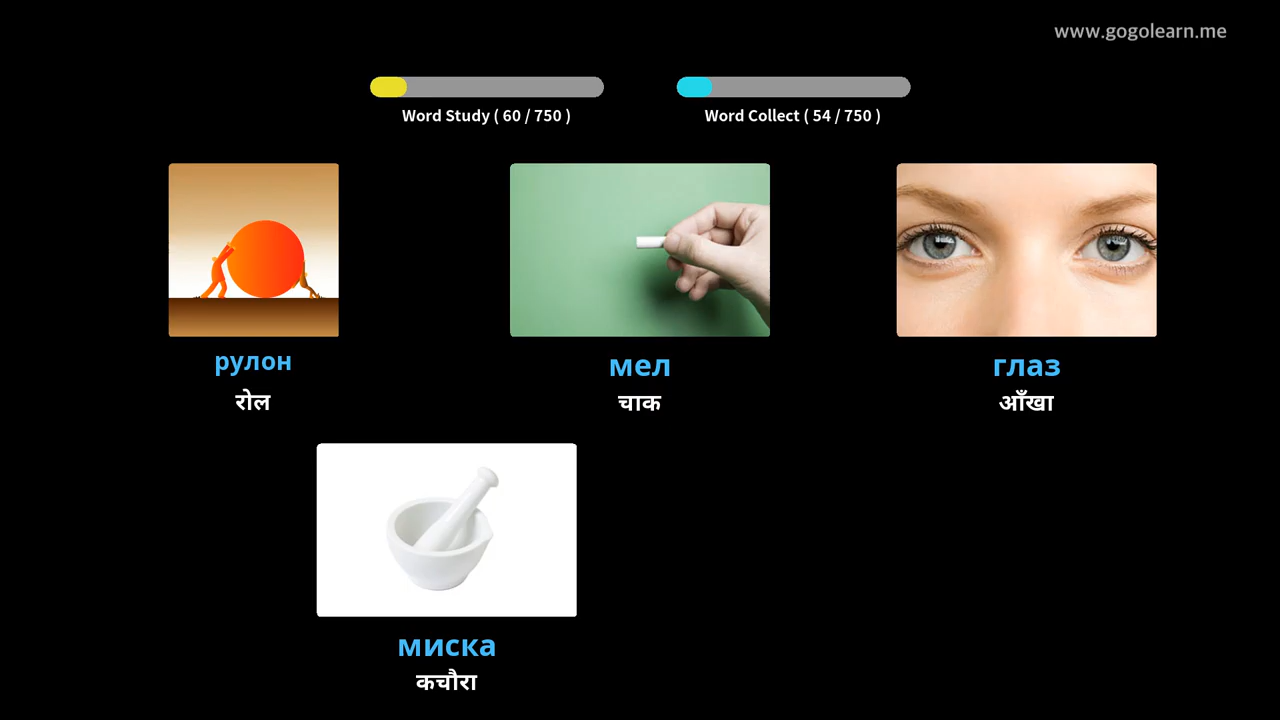 www.gogolearn.me
Word Study ( 60 / 750 )
Word Collect ( 54 / 750 )
рулон
रोल
мел
चाक
глаз
आँखा
миска
कचौरा